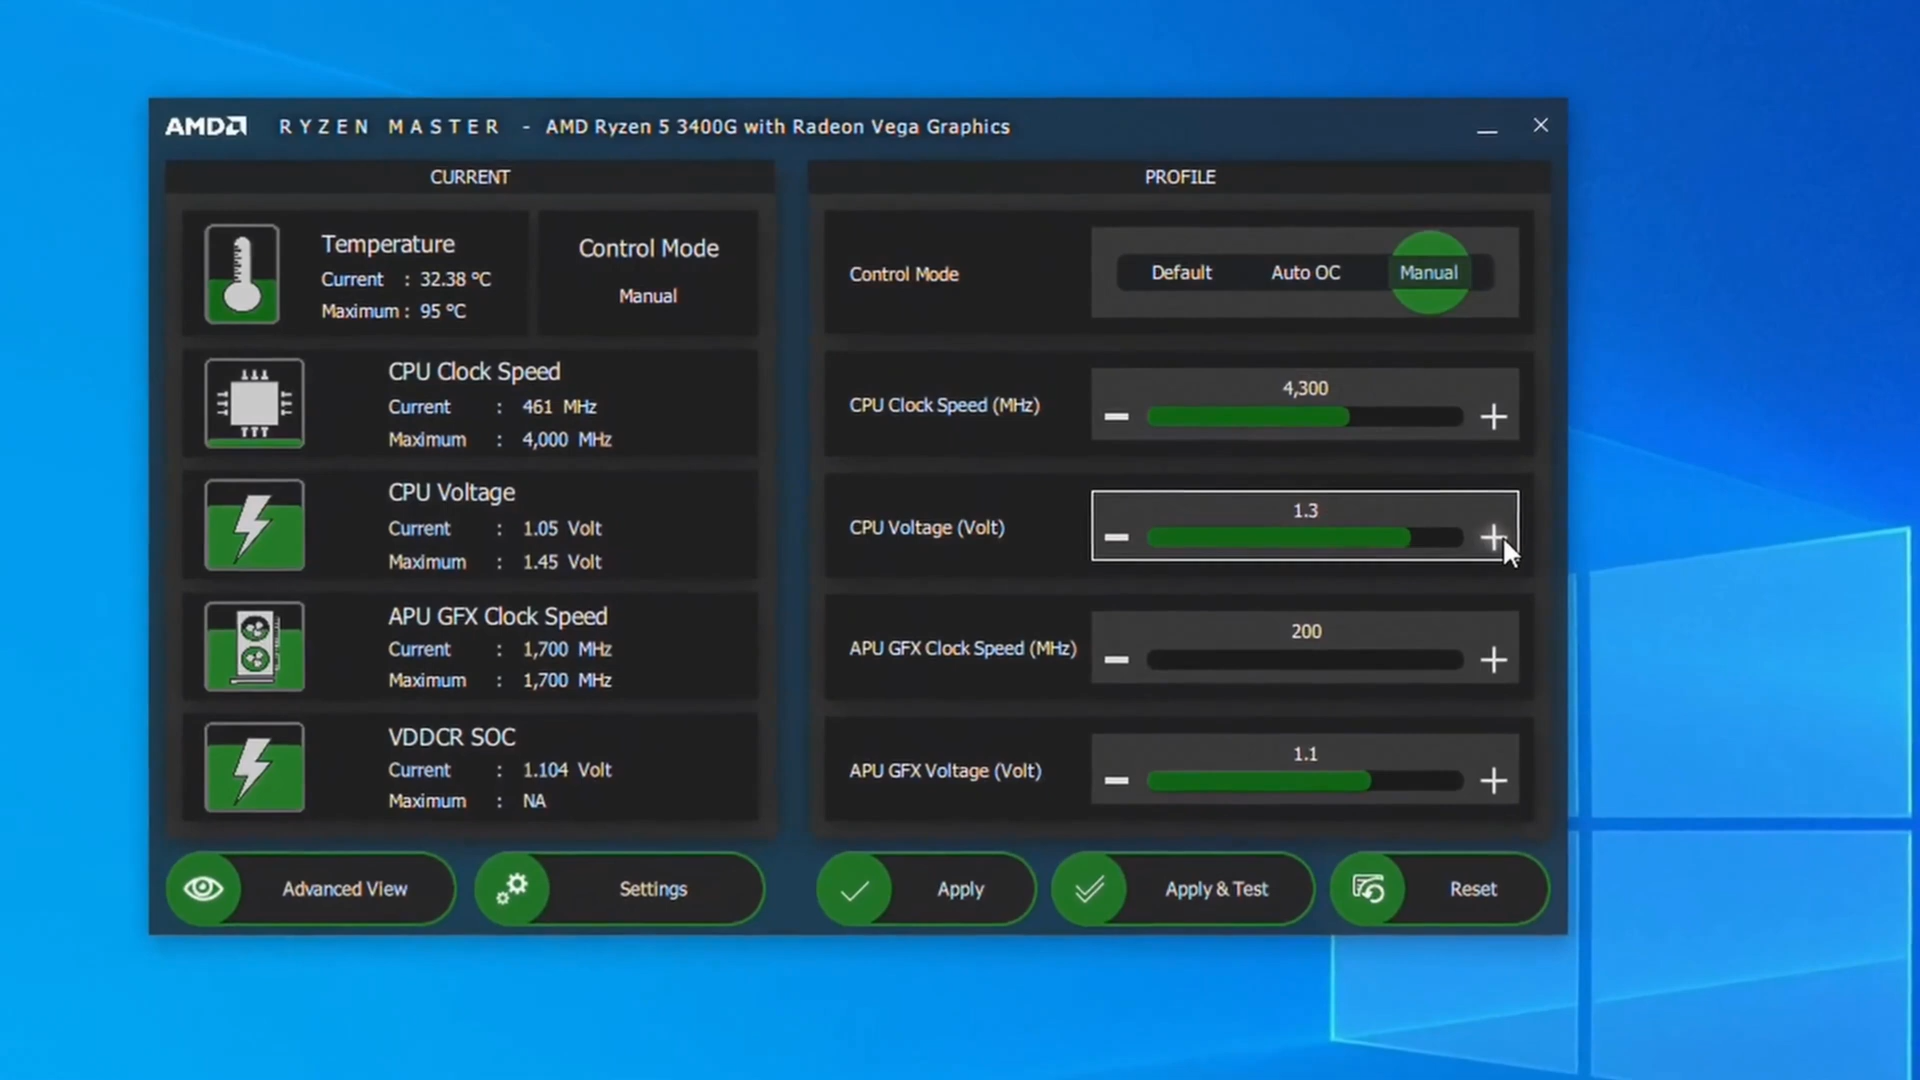 AMD RYZEN MASTER - AMD Ryzen 5 3400G with Radeon Vega Graphics
CURRENT
Temperature
Current : 32.38 °C
Maximum : 95 °C
Control Mode
Manual
CPU Clock Speed
Current : 461 MHz
Maximum : 4,000 MHz
CPU Voltage
Current : 1.05 Volt
Maximum : 1.45 Volt
APU GFX Clock Speed
Current : 1,700 MHz
Maximum : 1,700 MHz
VDDCR SOC
Current : 1.104 Volt
Maximum : NA
Advanced View
Settings
PROFILE
Control Mode
Default Auto OC Manual
CPU Clock Speed (MHz)
4,300
CPU Voltage (Volt)
1.3
APU GFX Clock Speed (MHz)
200
APU GFX Voltage (Volt)
1.1
Apply
Apply & Test
Reset